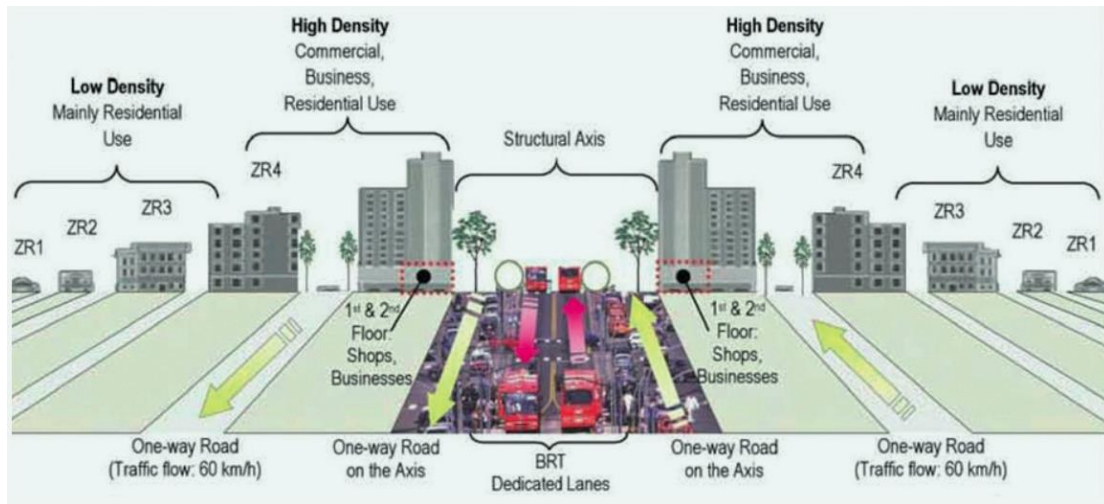 High Density
Commercial,
Business,
Residential Use
High Density
Commercial,
Business,
Residential Use
Low Density
Mainly Residential
Use
Low Density
Mainly Residential
Use
Structural Axis
ZR4
ZR3
ZR2
ZR1
ZR4
ZR3
ZR2
ZR1
1st & 2nd
Floor:
Shops,
Businesses
1st & 2nd
Floor:
Shops,
Businesses
One-way Road
(Traffic flow: 60 km/h)
One-way Road
on the Axis
BRT
Dedicated Lanes
One-way Road
on the Axis
One-way Road
(Traffic flow: 60 km/h)